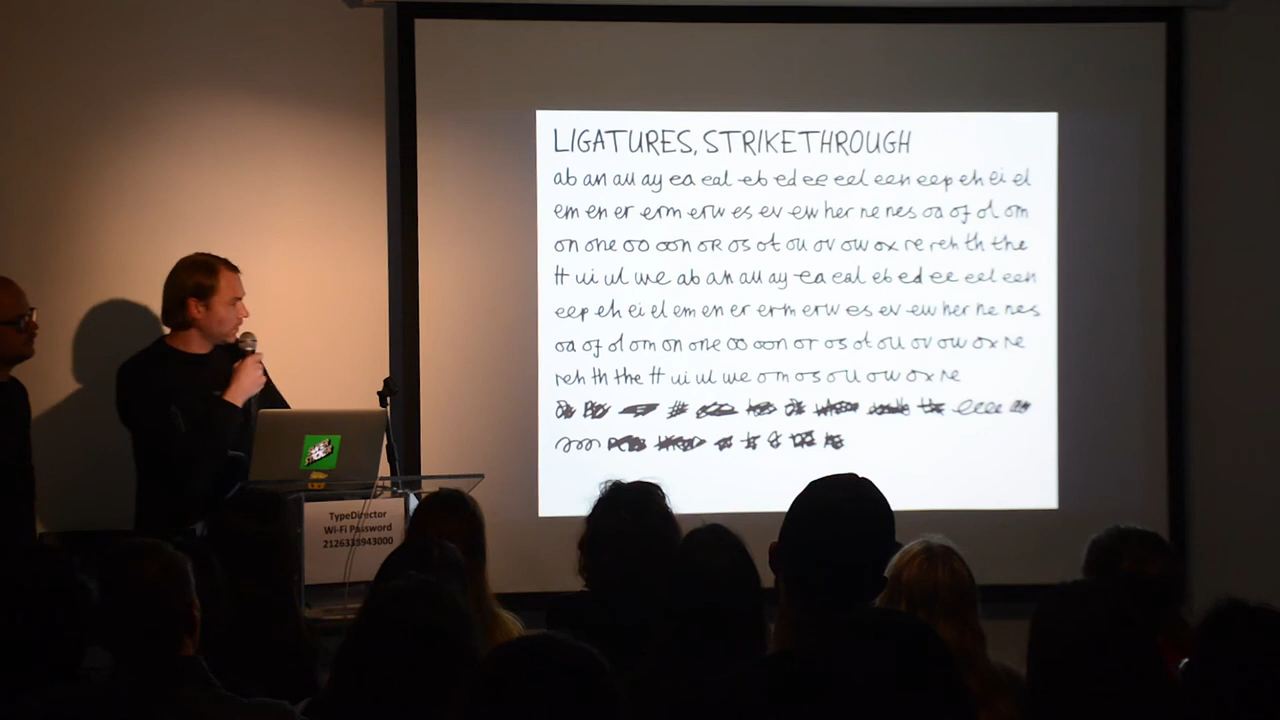 LIGATURES, STRIKETHROUGH
ab an au ay ea eal eb ed ee eel een eep eh ei el
em en er erm erw es ev ew her ne nes oa of ol om
on one oo oon or os ot ou ov ow ox re reh th the
tt ui ul we ab an au ay ea eal eb ed ee eel een
eep eh ei el em en er erm erw es ev ew her ne nes
oa of ol om on one oo oon or os ot ou ov ow ox re
reh th the tt ui ul we om os ou ow ox re
TypeDirector
Wi-Fi Password